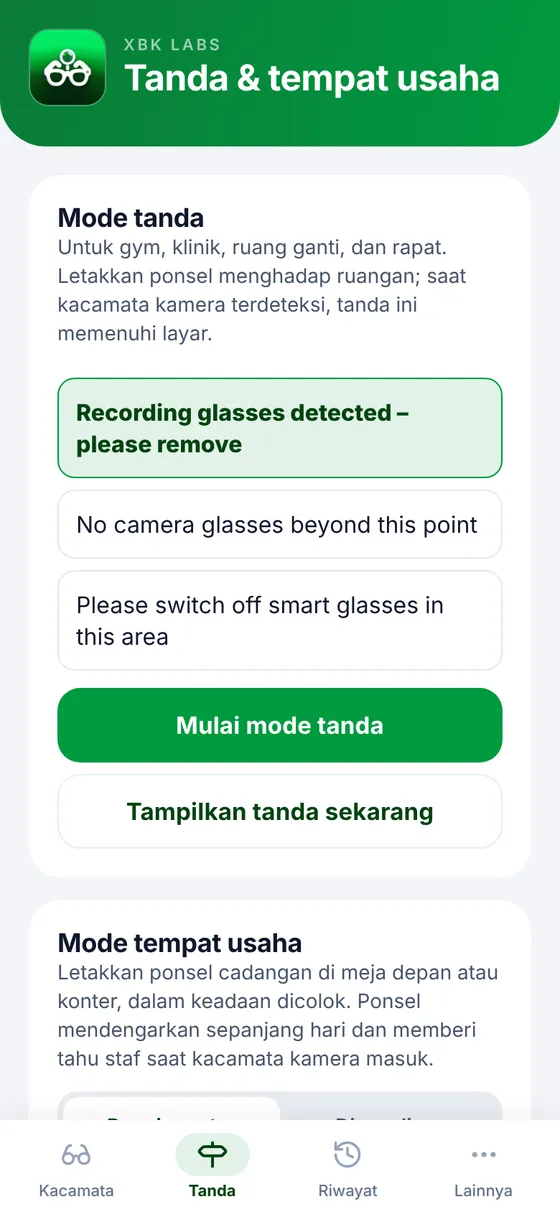 XBK LABS
Tanda & tempat usaha
Mode tanda
Untuk gym, klinik, ruang ganti, dan rapat.
Letakkan ponsel menghadap ruangan; saat
kacamata kamera terdeteksi, tanda ini
memenuhi layar.
Recording glasses detected –
please remove
No camera glasses beyond this point
Please switch off smart glasses in
this area
Mulai mode tanda
Tampilkan tanda sekarang
Mode tempat usaha
Letakkan ponsel cadangan di meja depan atau
konter, dalam keadaan dicolok. Ponsel
mendengarkan sepanjang hari dan memberi
tahu staf saat kacamata kamera masuk.
Kacamata
Tanda
Riwayat
Lainnya